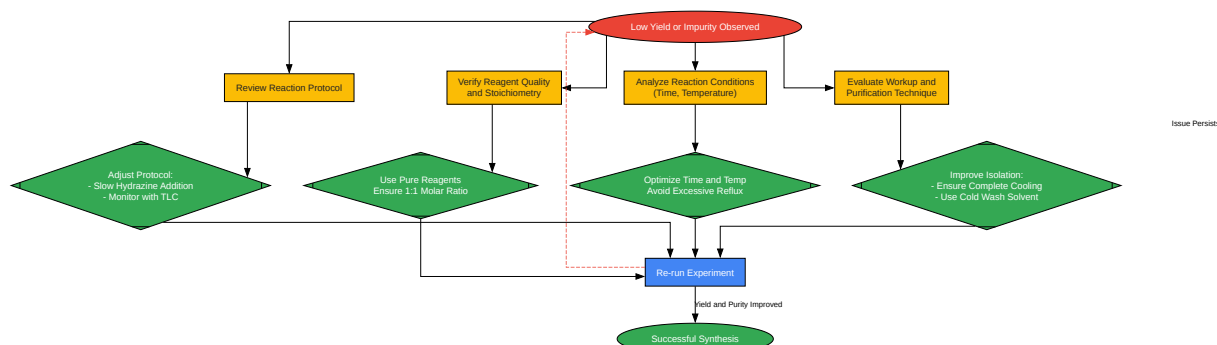 Low Yield or Impurity Observed
Review Reaction Protocol
Verify Reagent Quality
and Stoichiometry
Analyze Reaction Conditions
(Time, Temperature)
Evaluate Workup and
Purification Technique
Issue Persists
Adjust Protocol:
- Slow Hydrazine Addition
- Monitor with TLC
Use Pure Reagents
Ensure 1:1 Molar Ratio
Optimize Time and Temp
Avoid Excessive Reflux
Improve Isolation:
- Ensure Complete Cooling
- Use Cold Wash Solvent
Re-run Experiment
Yield and Purity Improved
Successful Synthesis